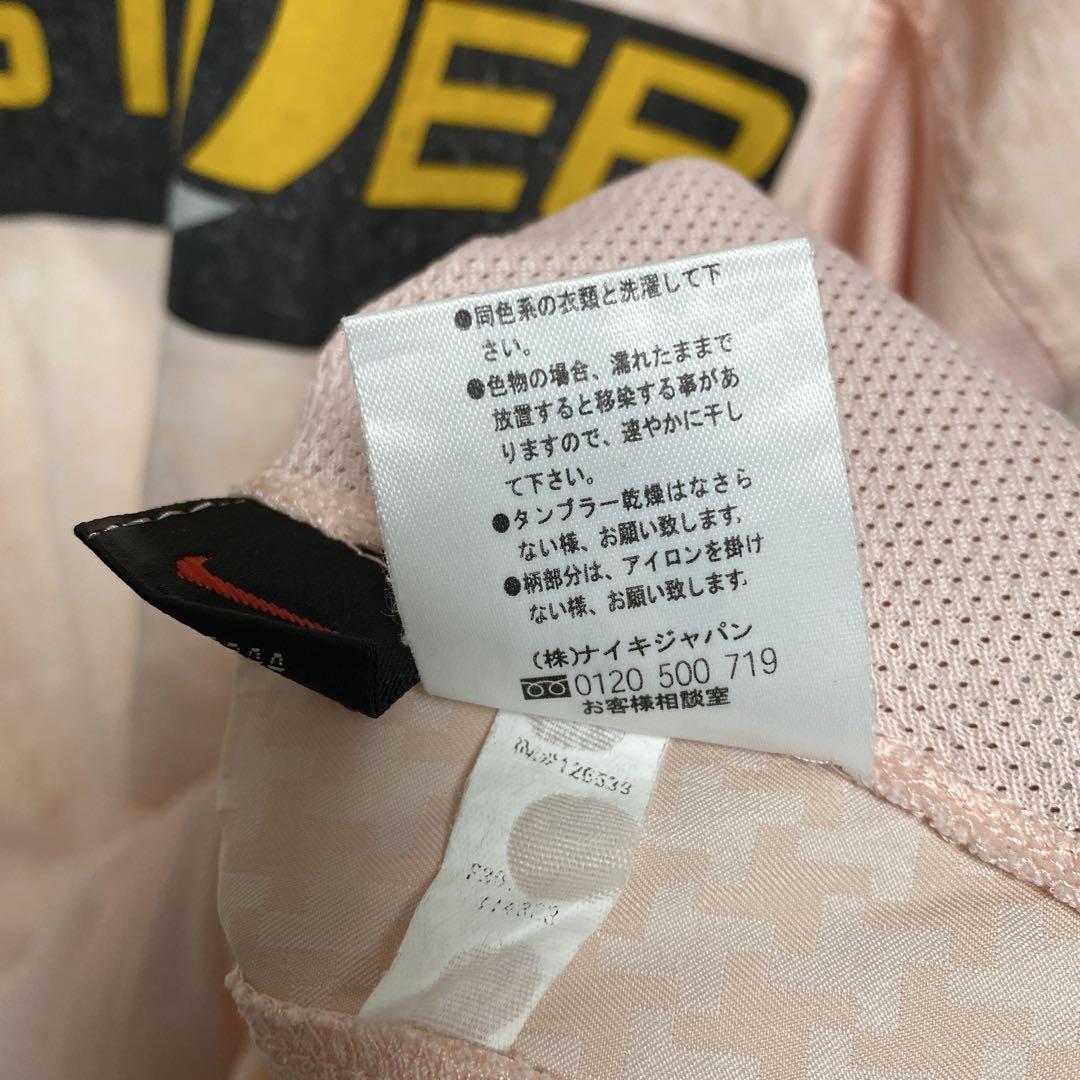 DER
●同色系の衣類と洗濯して下
さい。
●色物の場合、濡れたままで
放置すると移染する事があ
りますので、速やかに干し
て下さい。
●タンブラー乾燥はなさら
ない様、お願い致します。
●柄部分は、アイロンを掛け
ない様、お願い致します。
(株)ナイキジャパン
0120 500 719
お客様相談室